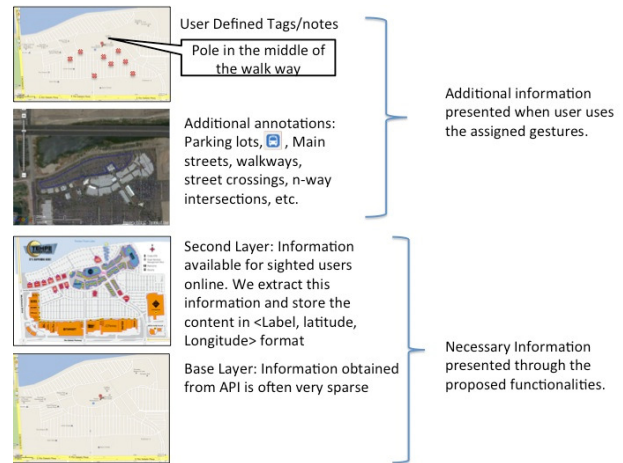 User Defined Tags/notes
Pole in the middle of
the walk way
Additional annotations:
Parking lots, , Main
streets, walkways,
street crossings, n-way
intersections, etc.
Additional information
presented when user uses
the assigned gestures.
TEMPE
Second Layer: Information
available for sighted users
online. We extract this
information and store the
content in <Label, latitude,
Longitude> format
Base Layer: Information obtained
from API is often very sparse
Necessary Information
presented through the
proposed functionalities.